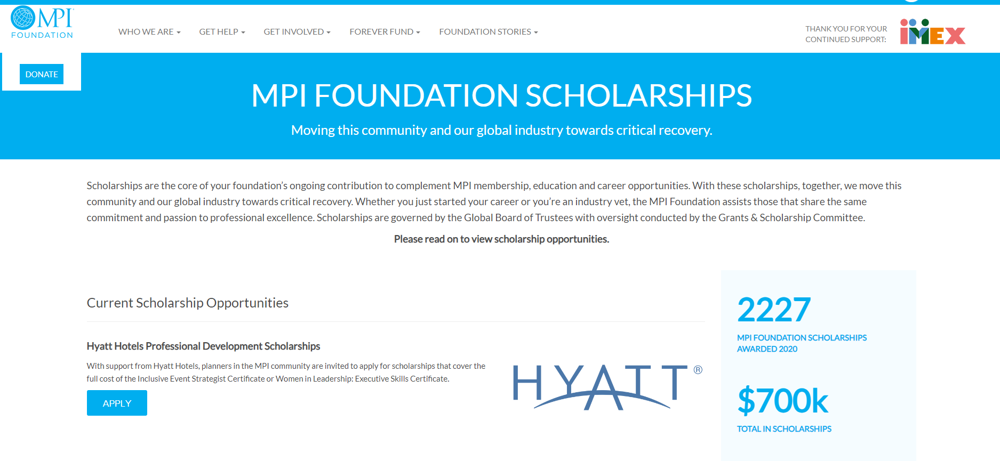 MPI
FOUNDATION
WHO WE ARE
GET HELP
GET INVOLVED
FOREVER FUND
FOUNDATION STORIES
THANK YOU FOR YOUR
CONTINUED SUPPORT:
IMEX
DONATE
MPI FOUNDATION SCHOLARSHIPS
Moving this community and our global industry towards critical recovery.
Scholarships are the core of your foundation’s ongoing contribution to complement MPI membership, education and career opportunities. With these scholarships, together, we move this
community and our global industry towards critical recovery. Whether you just started your career or you’re an industry vet, the MPI Foundation assists those that share the same
commitment and passion to professional excellence. Scholarships are governed by the Global Board of Trustees with oversight conducted by the Grants & Scholarship Committee.
Please read on to view scholarship opportunities.
Current Scholarship Opportunities
Hyatt Hotels Professional Development Scholarships
With support from Hyatt Hotels, planners in the MPI community are invited to apply for scholarships that cover the
full cost of the Inclusive Event Strategist Certificate or Women in Leadership: Executive Skills Certificate.
APPLY
HYATT®
2227
MPI FOUNDATION SCHOLARSHIPS
AWARDED 2020
$700k
TOTAL IN SCHOLARSHIPS